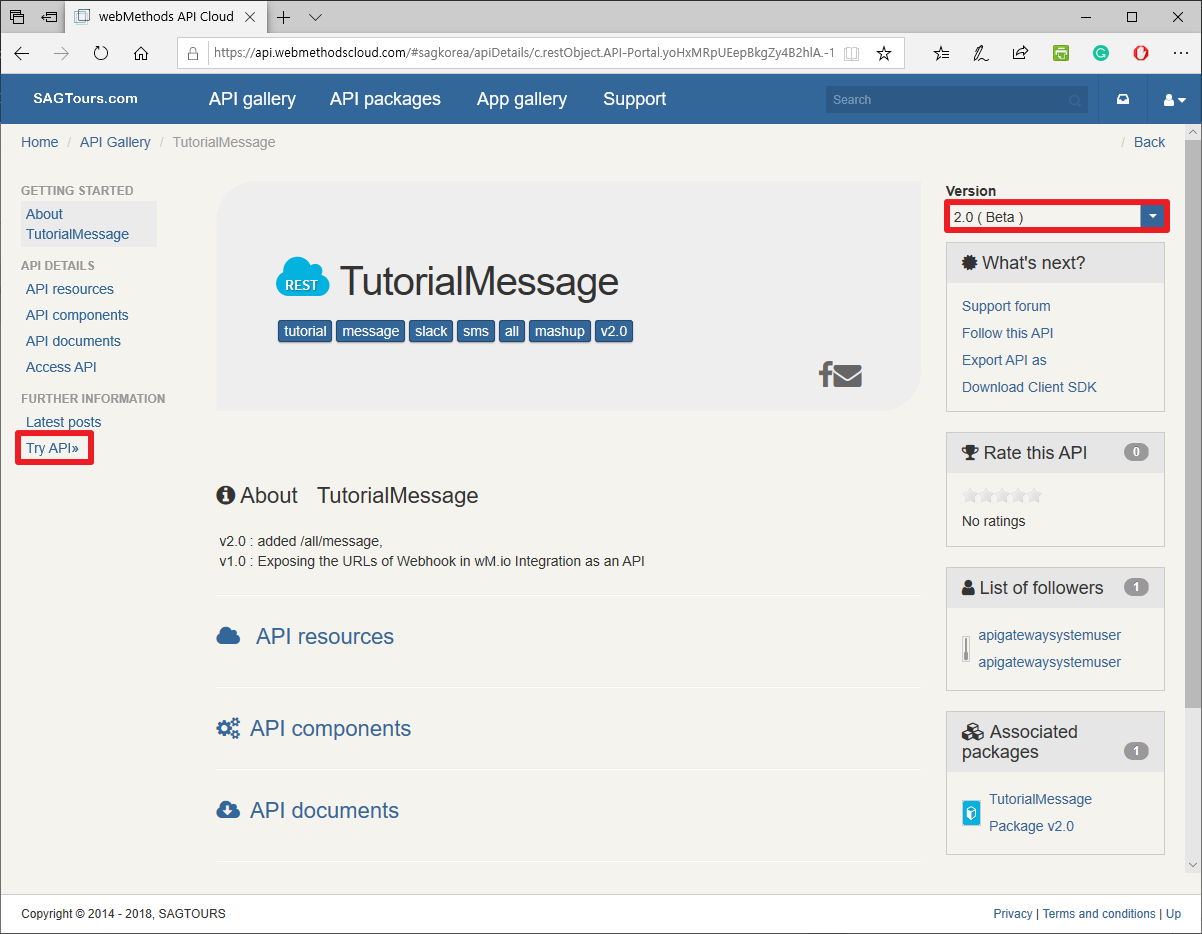 webMethods API Cloud
https://api.webmethodscloud.com/#sagkorea/apiDetails/c.restObject.API-Portal.yoHxMRpUEepBkgZy4B2hlA.-1
SAGTours.com
API gallery
API packages
App gallery
Support
Search
Home / API Gallery / TutorialMessage
/ Back
GETTING STARTED
About
TutorialMessage
API DETAILS
API resources
API components
API documents
Access API
FURTHER INFORMATION
Latest posts
Try API»
REST
TutorialMessage
tutorial message slack sms all mashup v2.0
About TutorialMessage
v2.0 : added /all/message,
v1.0 : Exposing the URLs of Webhook in wM.io Integration as an API
API resources
API components
API documents
Version
2.0 ( Beta )
What's next?
Support forum
Follow this API
Export API as
Download Client SDK
Rate this API 0
No ratings
List of followers 1
apigatewaysystemuser
apigatewaysystemuser
Associated
packages 1
TutorialMessage
Package v2.0
Copyright © 2014 - 2018, SAGTOURS
Privacy | Terms and conditions | Up